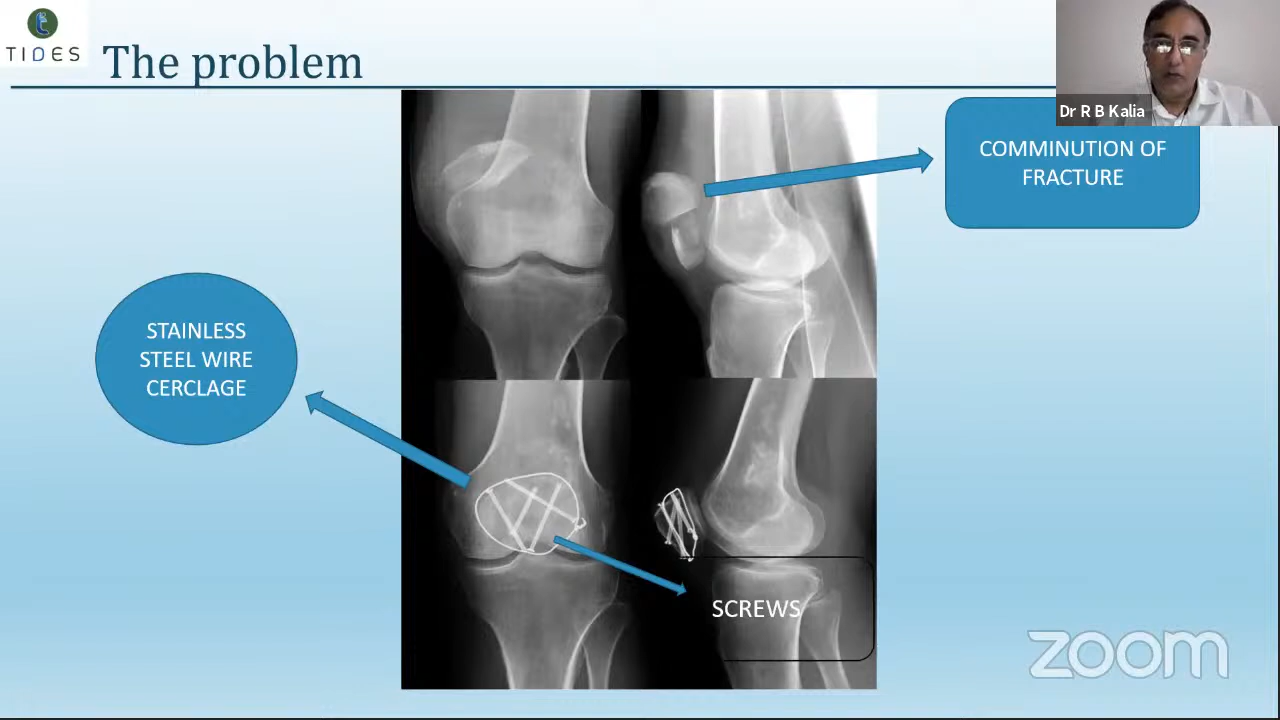 TIDES
The problem
Dr R B Kalia
COMMINUTION OF
FRACTURE
STAINLESS
STEEL WIRE
CERCLAGE
SCREWS
zoom